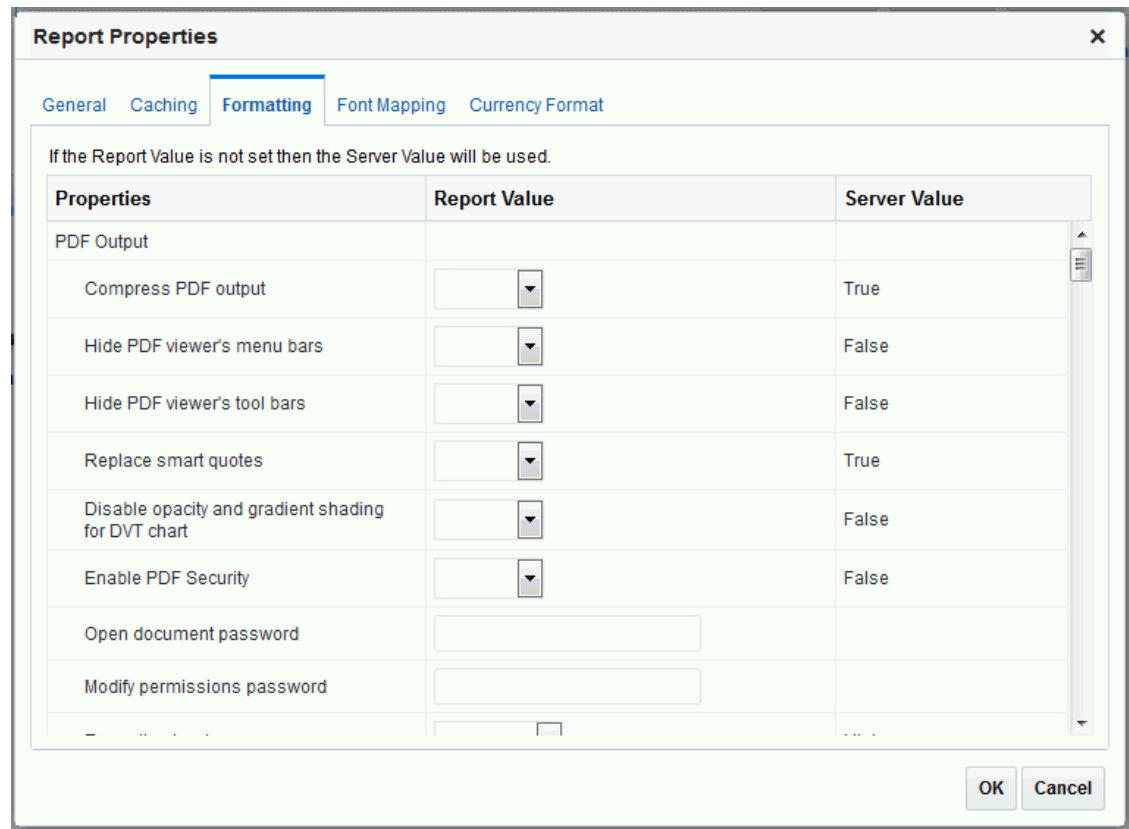 Report Properties
General Caching Formatting Font Mapping Currency Format
If the Report Value is not set then the Server Value will be used.
Properties Report Value Server Value
PDF Output
Compress PDF output True
Hide PDF viewer's menu bars False
Hide PDF viewer's tool bars False
Replace smart quotes True
Disable opacity and gradient shading
for DVT chart False
Enable PDF Security False
Open document password
Modify permissions password
OK Cancel